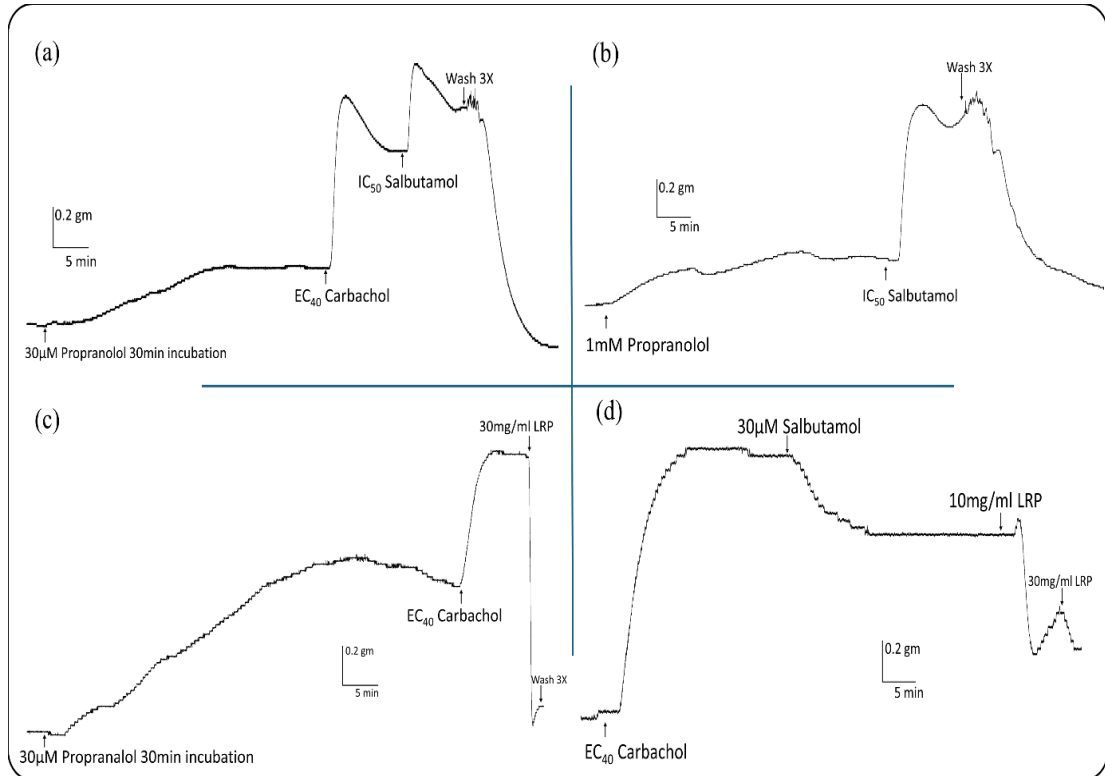 (a)
Wash 3X
IC50 Salbutamol
0.2 gm
5 min
EC40 Carbachol
30µM Propranolol 30min incubation
(b)
Wash 3X
0.2 gm
5 min
IC50 Salbutamol
1mM Propranolol
(c)
30mg/ml LRP
EC40 Carbachol
0.2 gm
5 min
Wash 3X
30µM Propranalol 30min incubation
(d)
30µM Salbutamol
10mg/ml LRP
30mg/ml LRP
0.2 gm
5 min
EC40 Carbachol